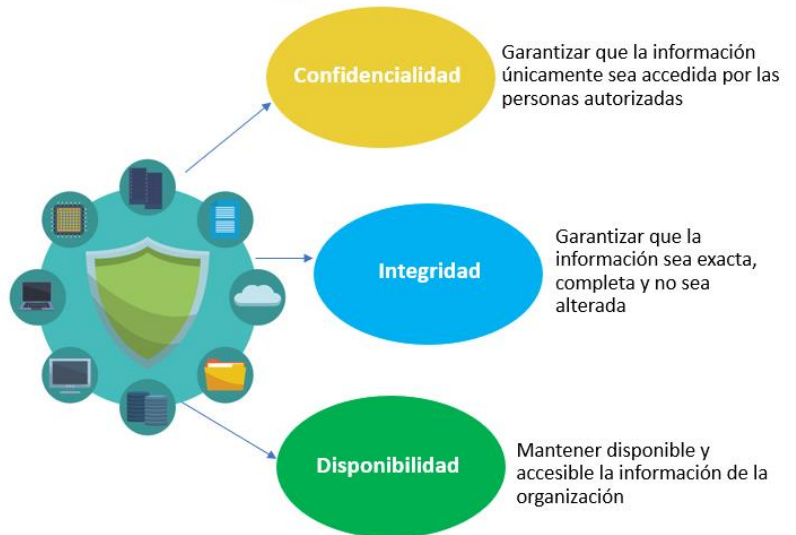 Confidencialidad
Garantizar que la información
únicamente sea accedida por las
personas autorizadas
Integridad
Garantizar que la
información sea exacta,
completa y no sea
alterada
Disponibilidad
Mantener disponible y
accesible la información de la
organización